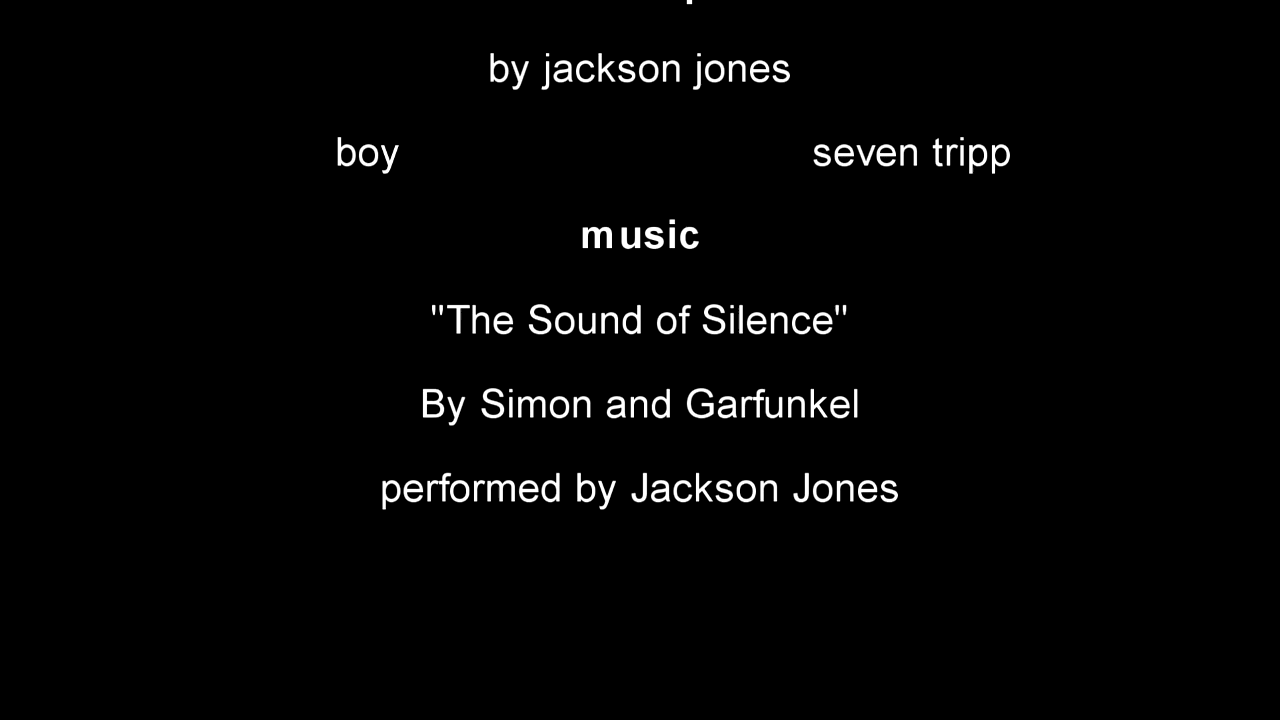 by jackson jones
boy seven tripp
music
"The Sound of Silence"
By Simon and Garfunkel
performed by Jackson Jones